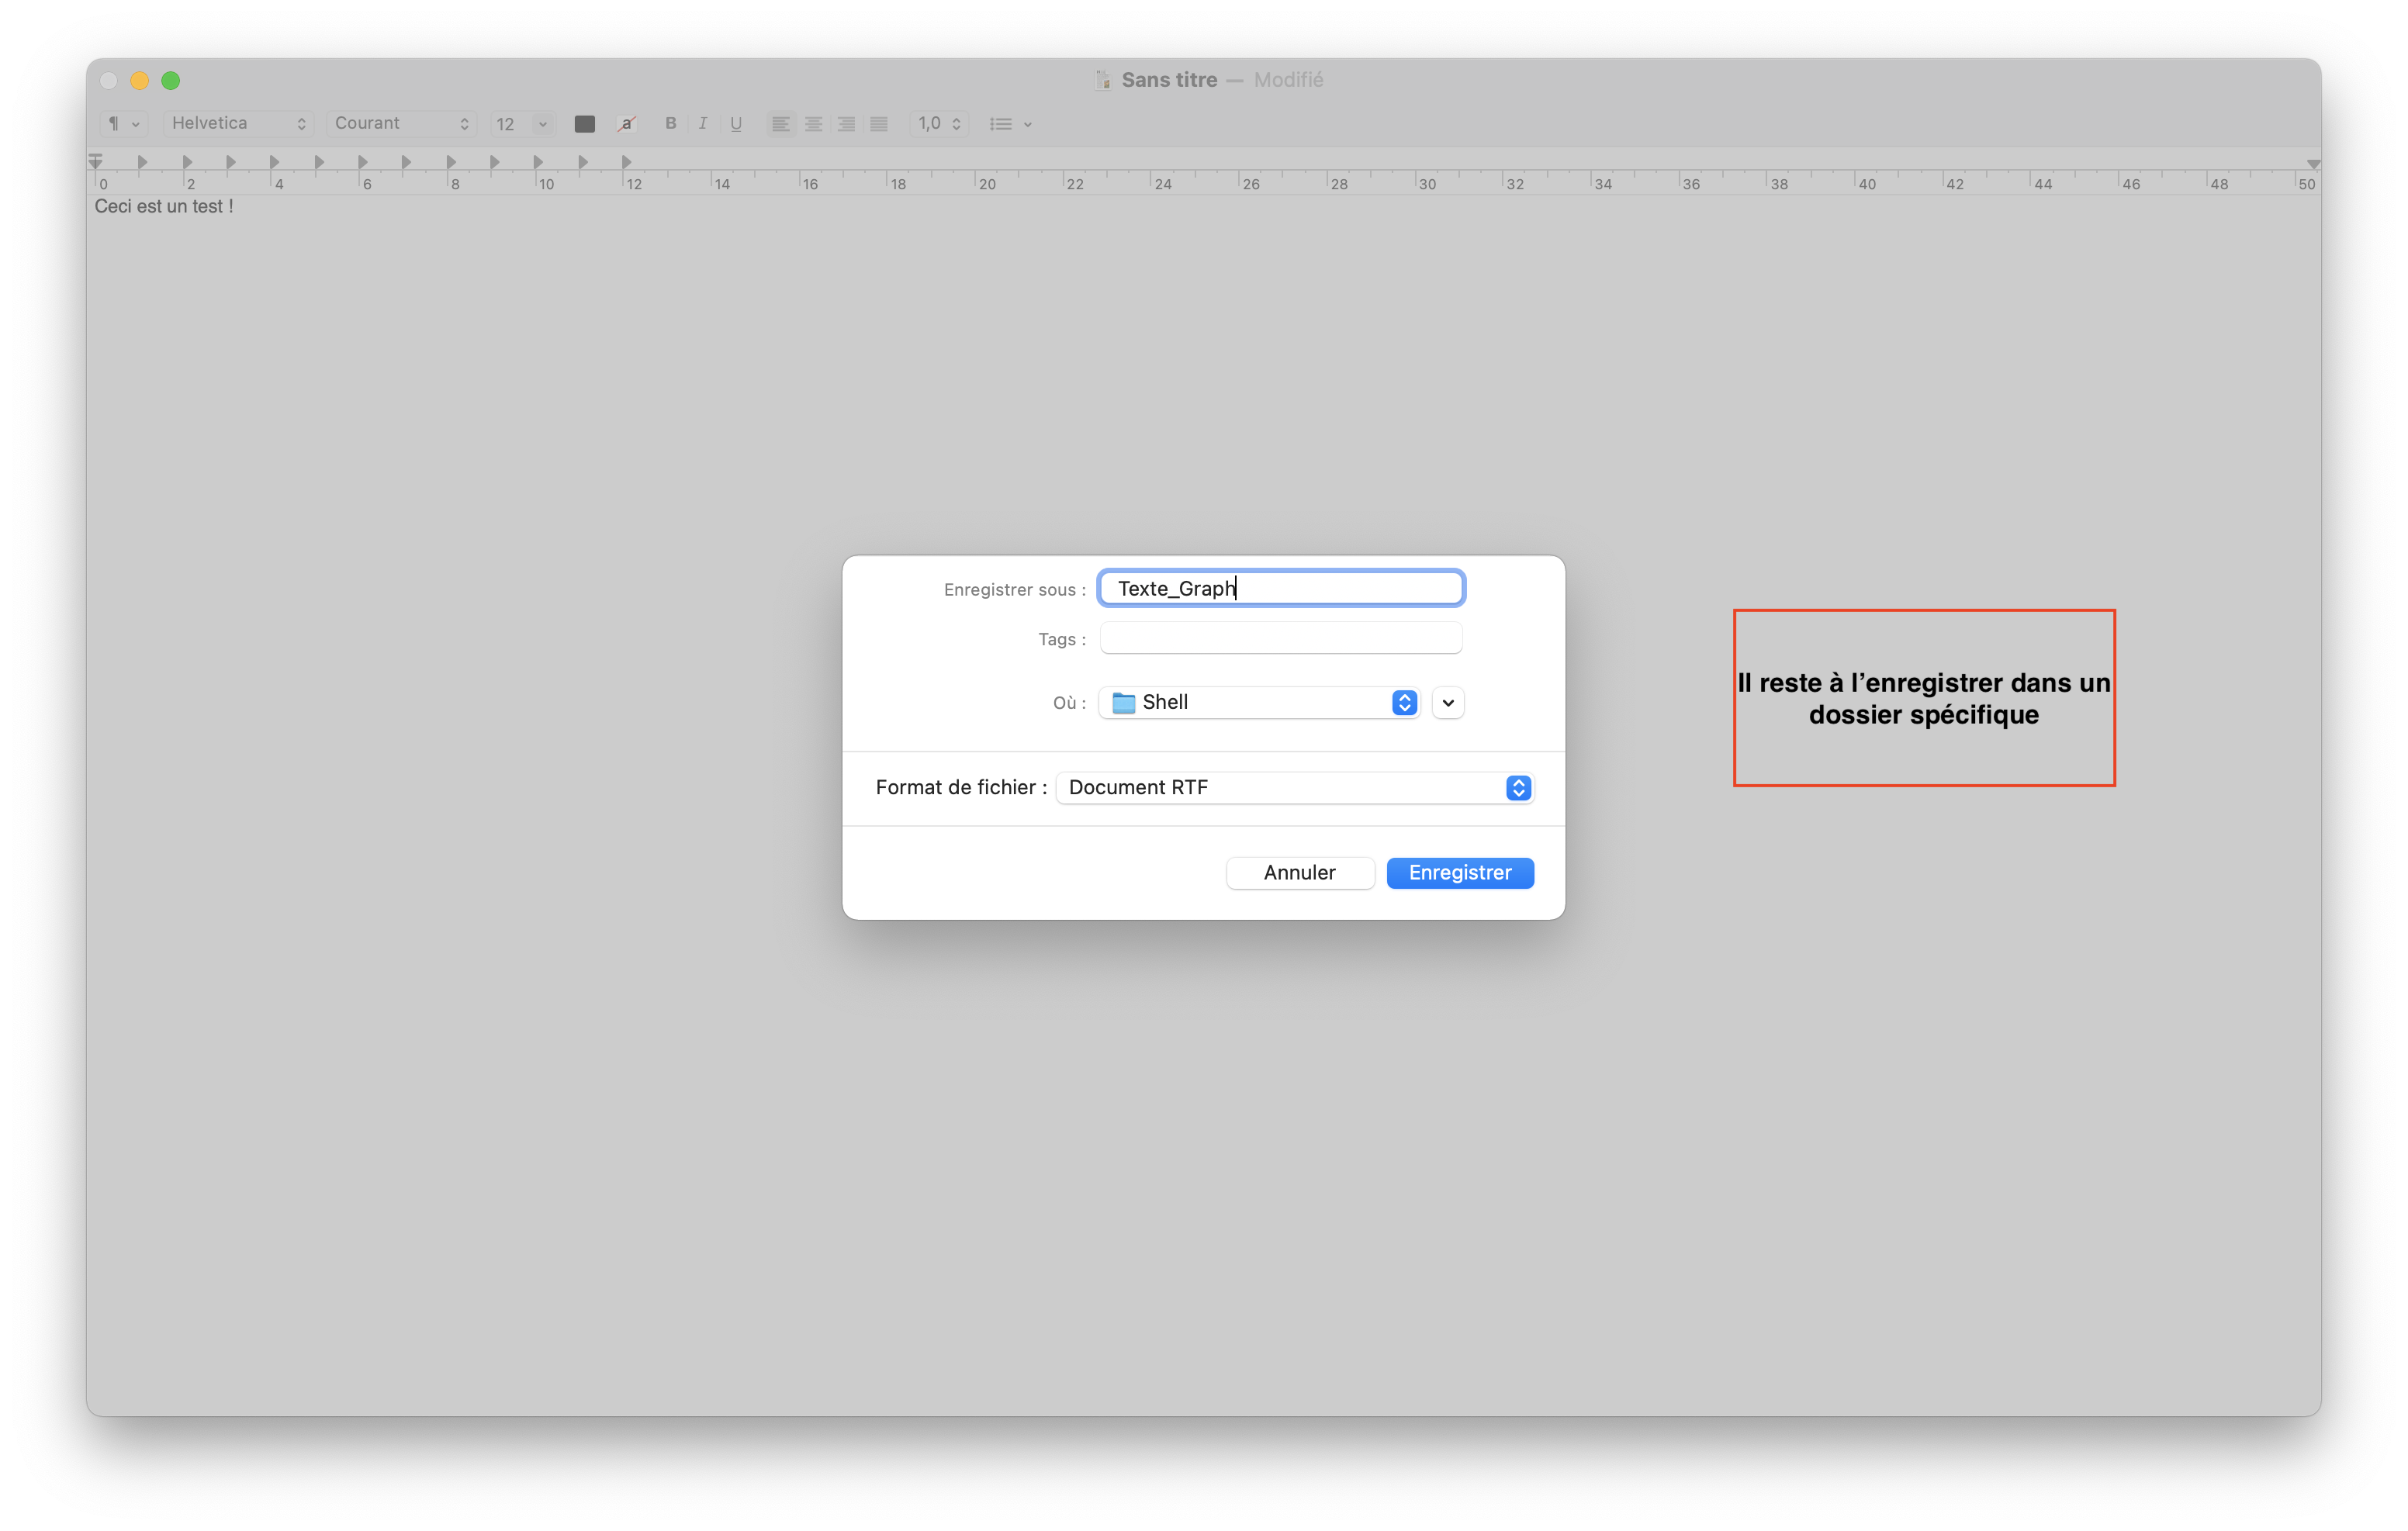 Sans titre — Modifié
¶ Helvetica Courant 12 a B I U 1,0
0 2 4 6 8 10 12 14 16 18 20 22 24 26 28 30 32 34 36 38 40 42 44 46 48 50
Ceci est un test !
Enregistrer sous : Texte_Graph
Tags :
Où : Shell
Format de fichier : Document RTF
Annuler Enregistrer
Il reste à l’enregistrer dans un
dossier spécifique